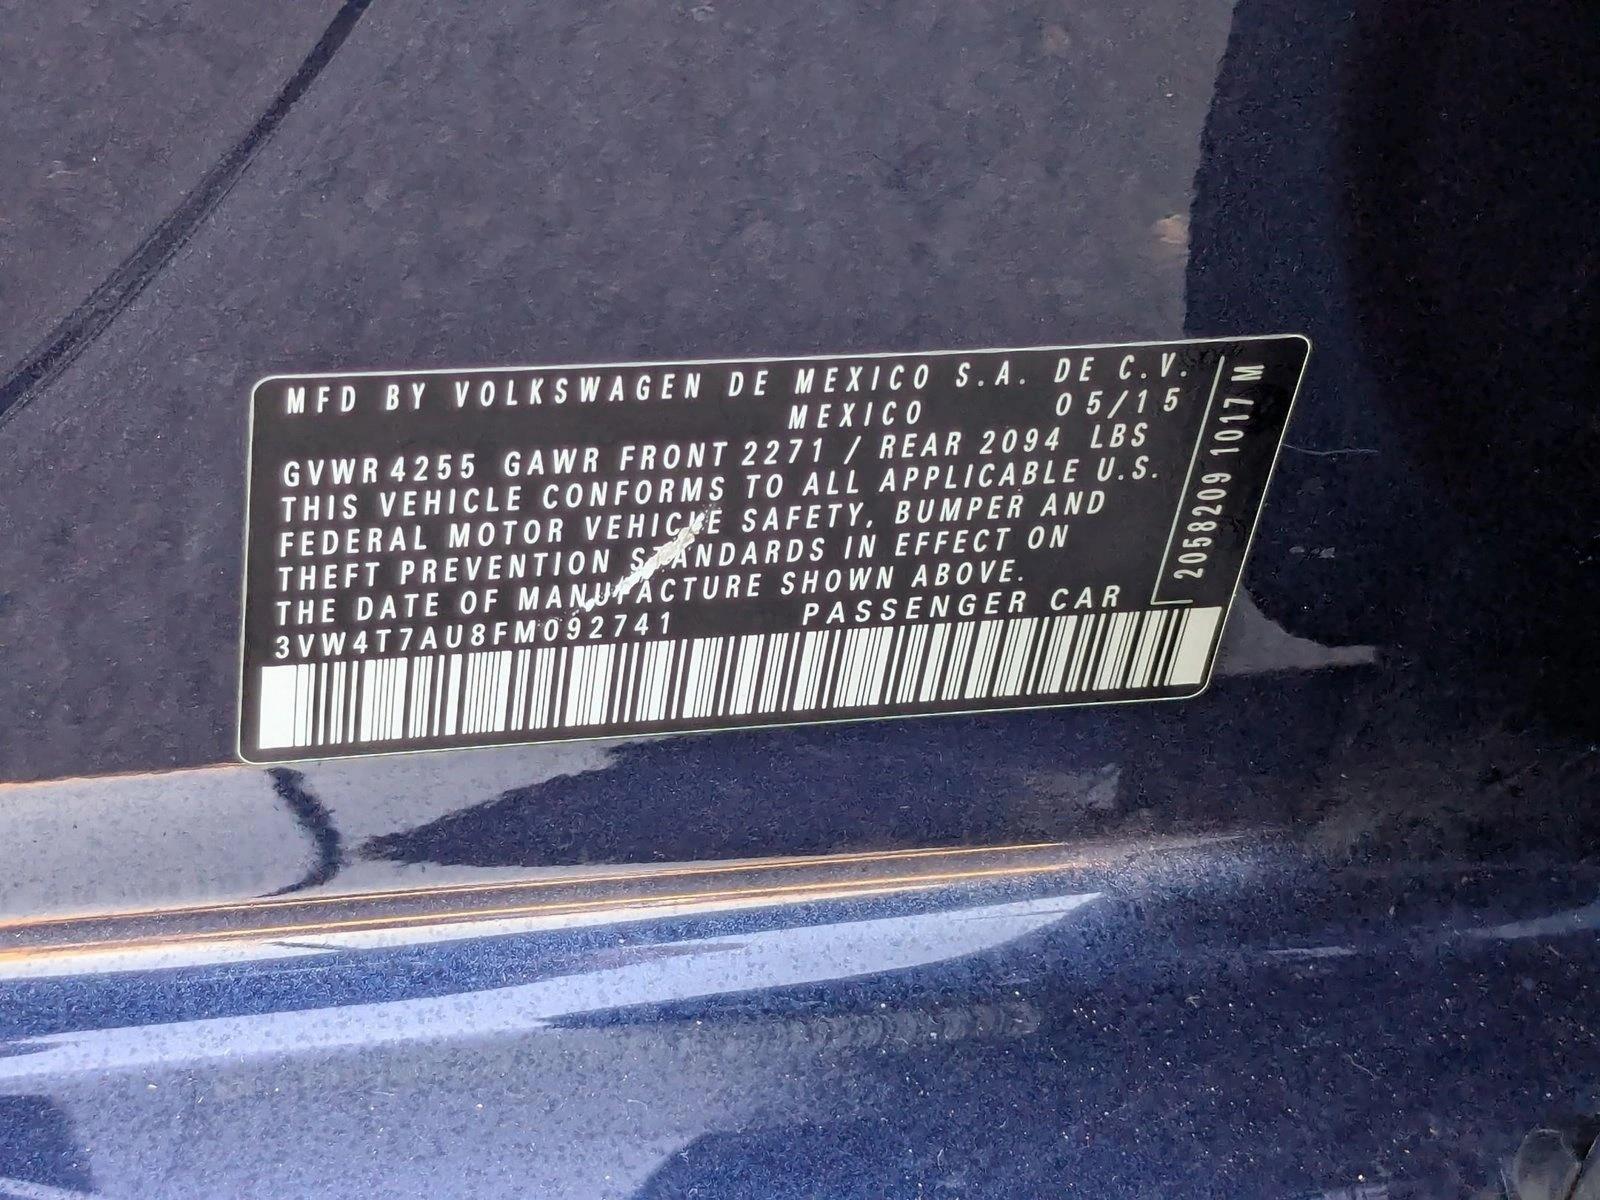 MFD BY VOLKSWAGEN DE MEXICO S.A. DE C.V.
MEXICO 05/15
GVWR 4255 GAWR FRONT 2271 / REAR 2094 LBS
THIS VEHICLE CONFORMS TO ALL APPLICABLE U.S.
FEDERAL MOTOR VEHICLE SAFETY, BUMPER AND
THEFT PREVENTION STANDARDS IN EFFECT ON
THE DATE OF MANUFACTURE SHOWN ABOVE.
3VW4T7AU8FM092741 PASSENGER CAR
2058209 1017 M